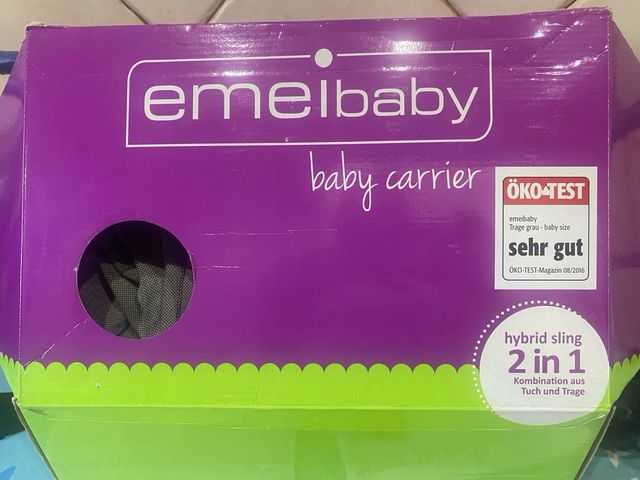 emeibaby
baby carrier
ÖKO TEST
emeibaby
Trage grau - baby size
sehr gut
ÖKO-TEST-Magazin 08/2016
hybrid sling
2 in 1
Kombination aus
Tuch und Trage